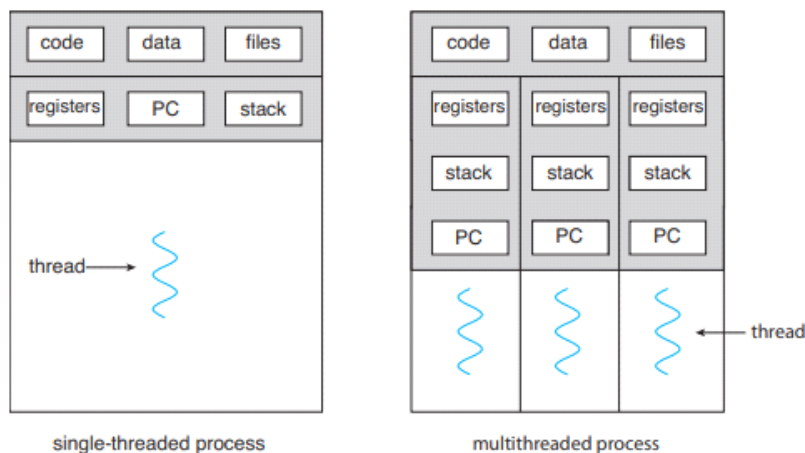 code data files
registers PC stack
thread
single-threaded process
code data files
registers registers registers
stack stack stack
PC PC PC
thread
multithreaded process